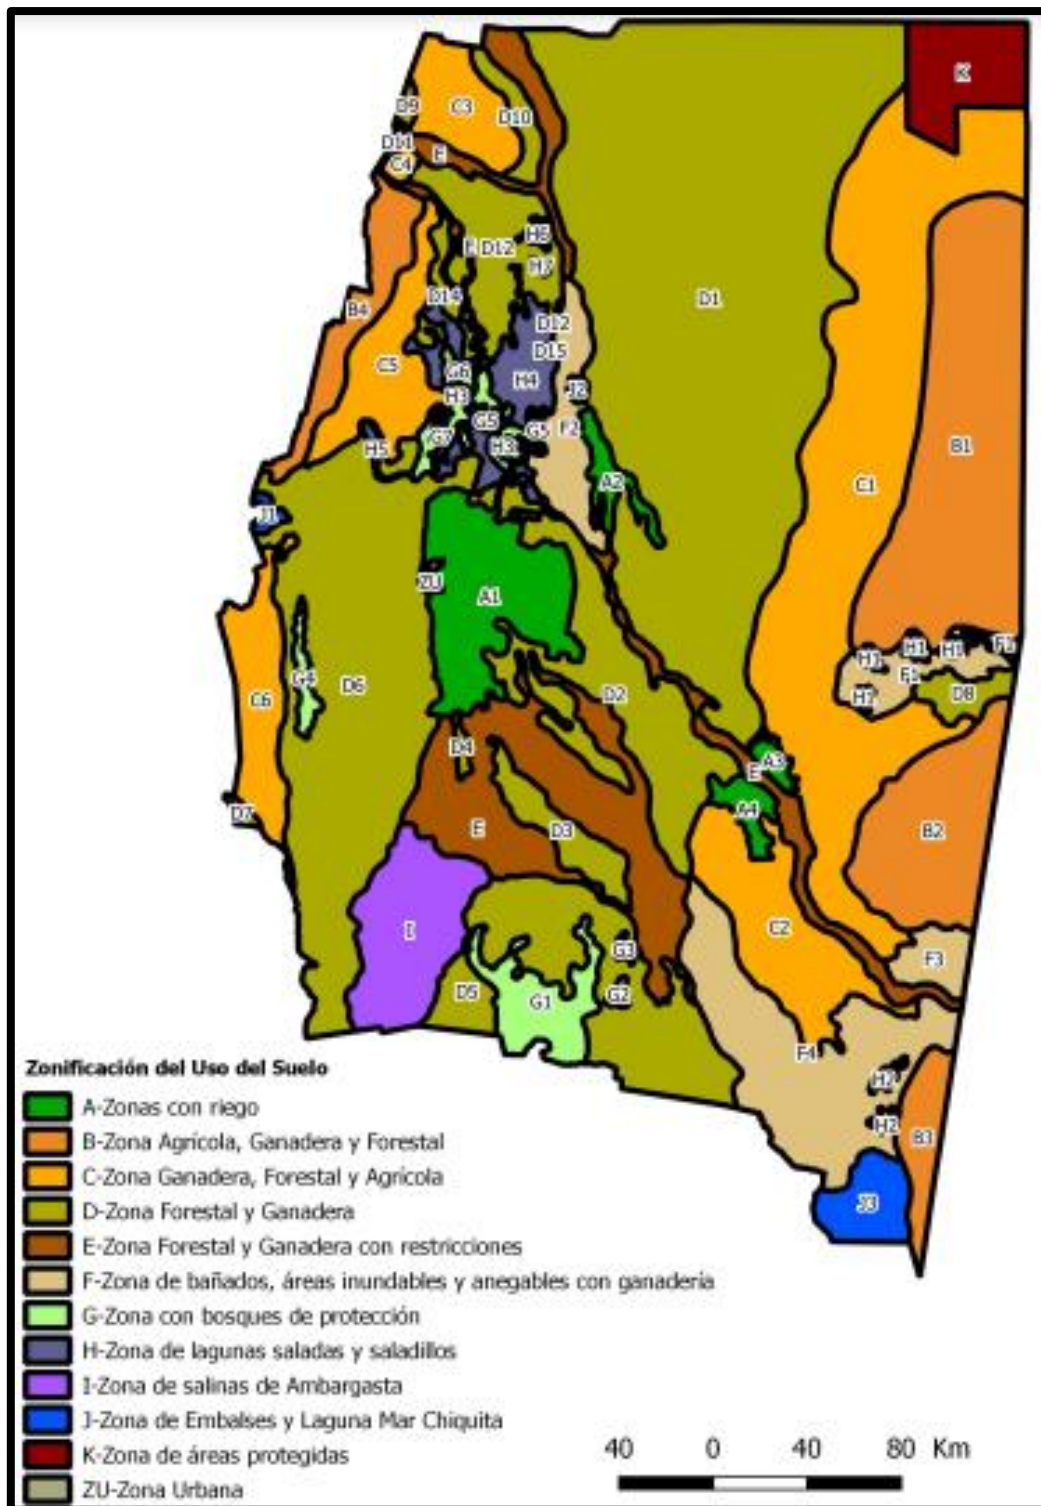 K
C3
D9
D10
D11
E
C4
H6
E
D12
H7
D14
D1
B4
D12
D15
C5
G6
H4
J2
H3
G5
G5
F2
G7
H3
H5
B1
A2
C1
J1
ZU
A1
H1
H1
F1
H1
F1
D6
G4
C6
D2
H1
D8
D4
A3
E
D7
A4
E
D3
B2
C2
I
G3
F3
D5
G1
G2
F4
H2
H2
B3
J3
Zonificación del Uso del Suelo
A-Zonas con riego
B-Zona Agrícola, Ganadera y Forestal
C-Zona Ganadera, Forestal y Agrícola
D-Zona Forestal y Ganadera
E-Zona Forestal y Ganadera con restricciones
F-Zona de bañados, áreas inundables y anegables con ganadería
G-Zona con bosques de protección
H-Zona de lagunas saladas y saladillos
I-Zona de salinas de Ambargasta
J-Zona de Embalses y Laguna Mar Chiquita
K-Zona de áreas protegidas
ZU-Zona Urbana
40 0 40 80 Km